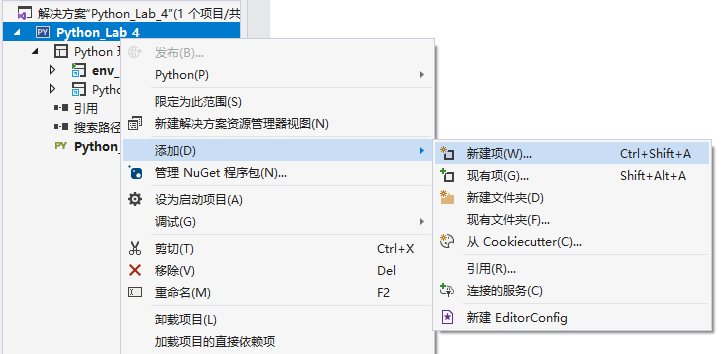 解决方案"Python_Lab_4"(1 个项目/共
PY Python_Lab_4
Python
env_
Pytho
引用
搜索路径
PY Python_
发布(B)...
Python(P)
限定为此范围(S)
新建解决方案资源管理器视图(N)
添加(D)
管理 NuGet 程序包(N)...
设为启动项目(A)
调试(G)
剪切(T) Ctrl+X
移除(V) Del
重命名(M) F2
卸载项目(L)
加载项目的直接依赖项
新建项(W)... Ctrl+Shift+A
现有项(G)... Shift+Alt+A
新建文件夹(D)
现有文件夹(F)...
从 Cookiecutter(C)...
引用(R)...
连接的服务(C)
新建 EditorConfig